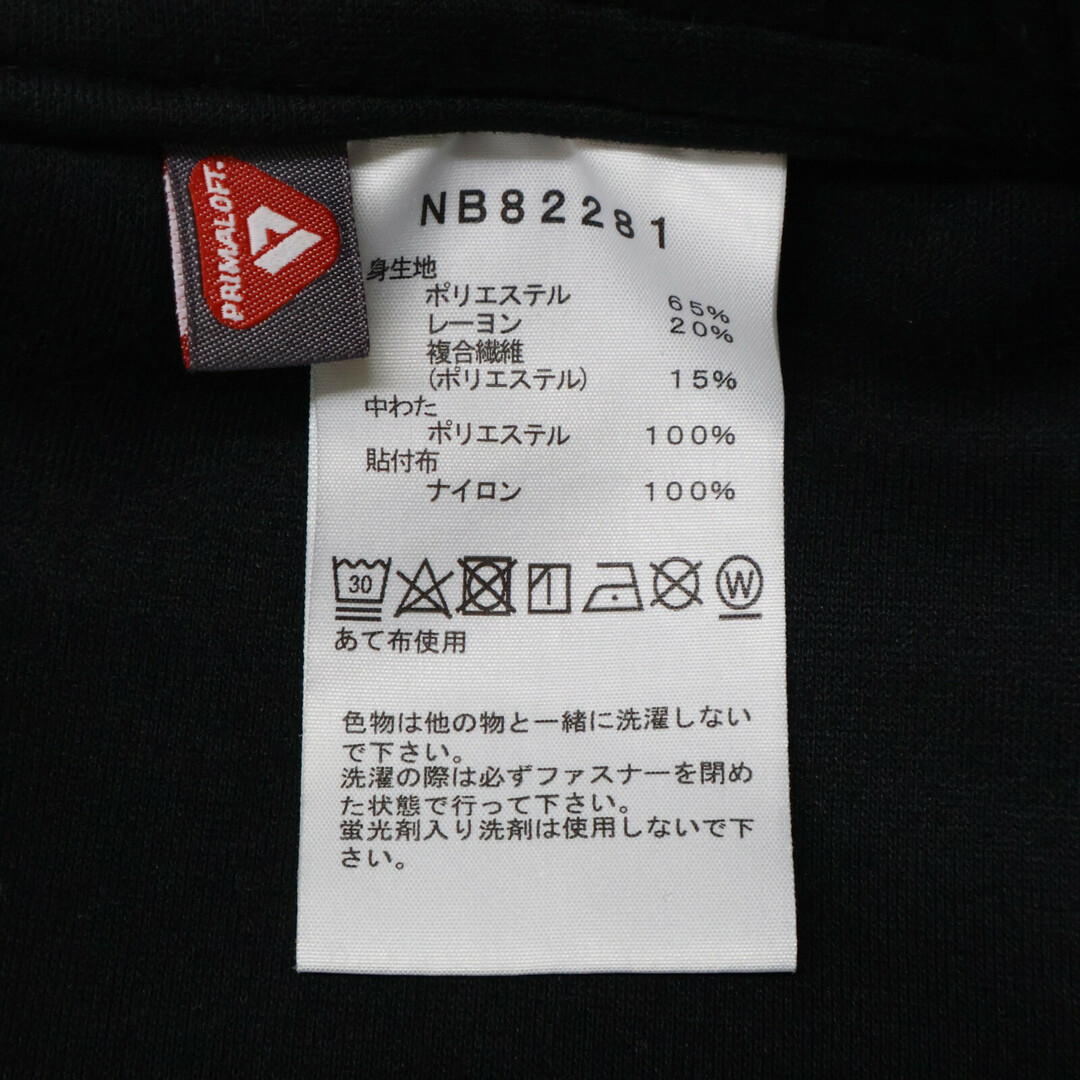 PRIMALOFT
NB82281
身生地
ポリエステル 65%
レーヨン 20%
複合繊維
(ポリエステル) 15%
中わた
ポリエステル 100%
貼付布
ナイロン 100%
30
W
あて布使用
色物は他の物と一緒に洗濯しない
で下さい。
洗濯の際は必ずファスナーを閉め
た状態で行って下さい。
蛍光剤入り洗剤は使用しないで下
さい。